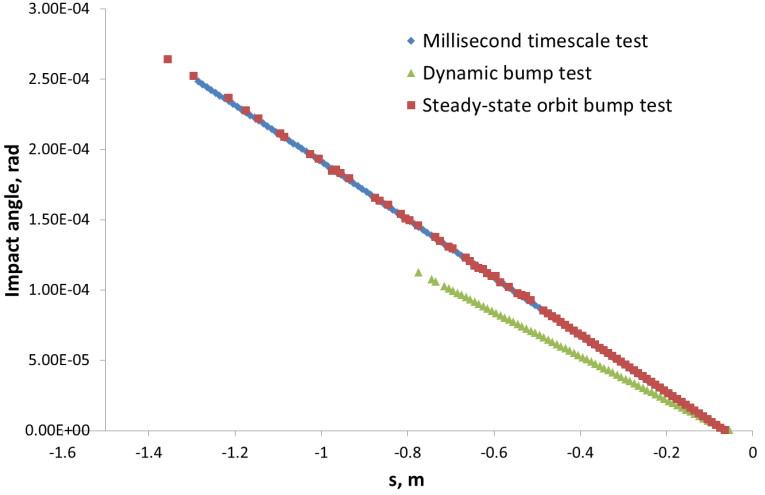 3.00E-04
Millisecond timescale test
2.50E-04
Dynamic bump test
Steady-state orbit bump test
2.00E-04
Impact angle, rad
1.50E-04
1.00E-04
5.00E-05
0.00E+00
-1.6 -1.4 -1.2 -1 -0.8 -0.6 -0.4 -0.2 0
s, m